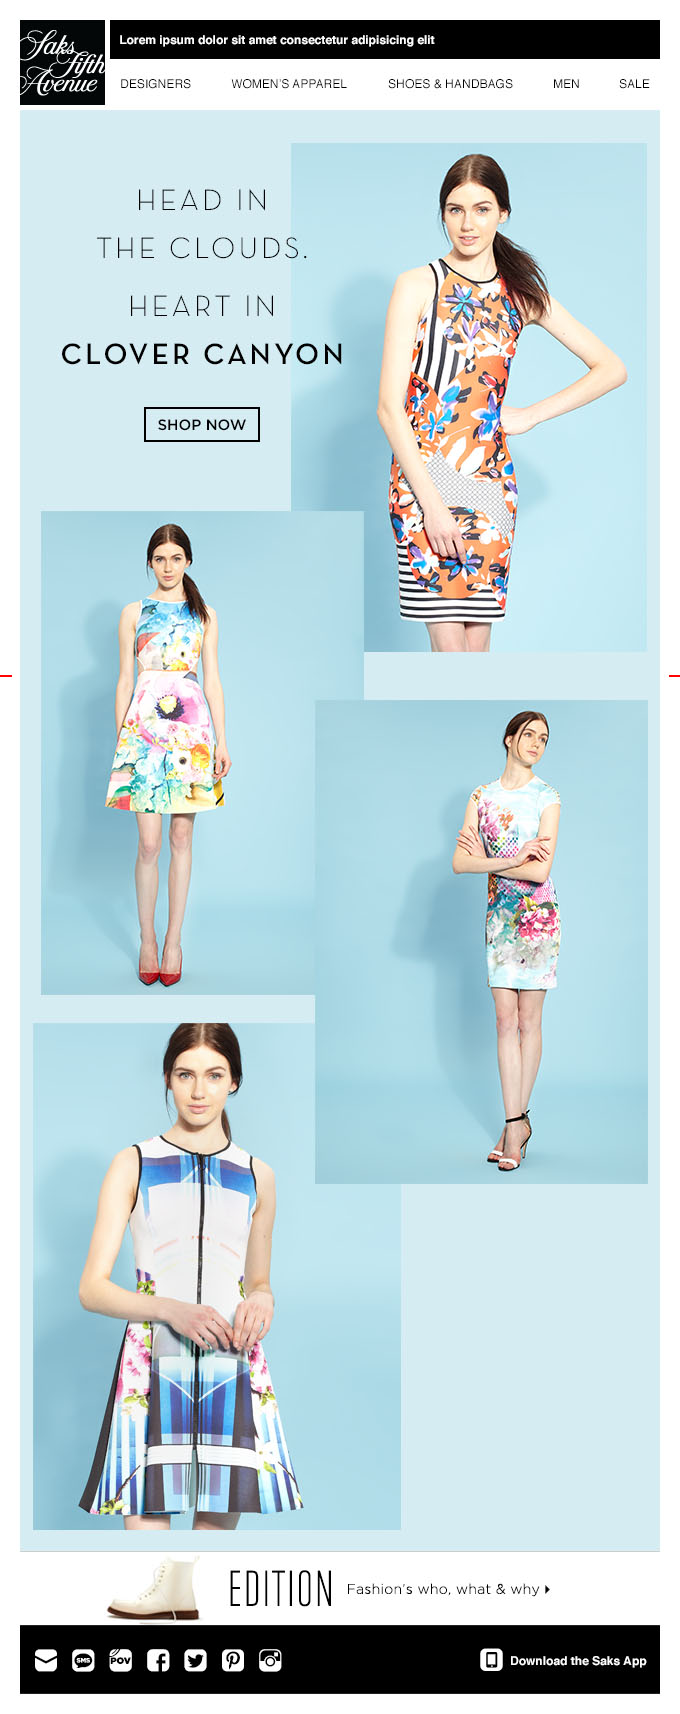 Saks
Fifth
Avenue
Lorem ipsum dolor sit amet consectetur adipisicing elit
DESIGNERS WOMEN'S APPAREL SHOES & HANDBAGS MEN SALE
HEAD IN
THE CLOUDS.
HEART IN
CLOVER CANYON
SHOP NOW
EDITION Fashion's who, what & why
SMS POV Download the Saks App